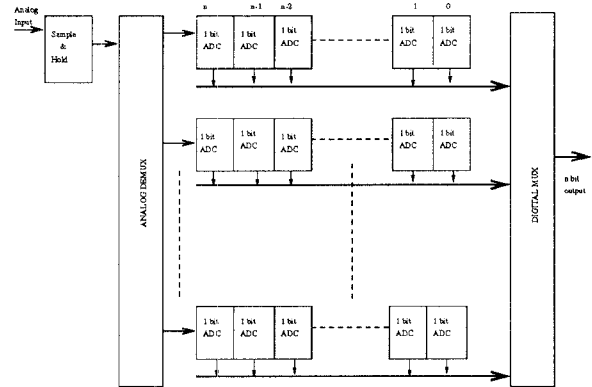 Analog
Input
Sample
&
Hold
ANALOG DEMUX
n n-1 n-2 1 0
1 bit ADC 1 bit ADC 1 bit ADC 1 bit ADC 1 bit ADC
1 bit ADC 1 bit ADC 1 bit ADC 1 bit ADC 1 bit ADC
1 bit ADC 1 bit ADC 1 bit ADC 1 bit ADC 1 bit ADC
DIGITAL MUX
n bit
output